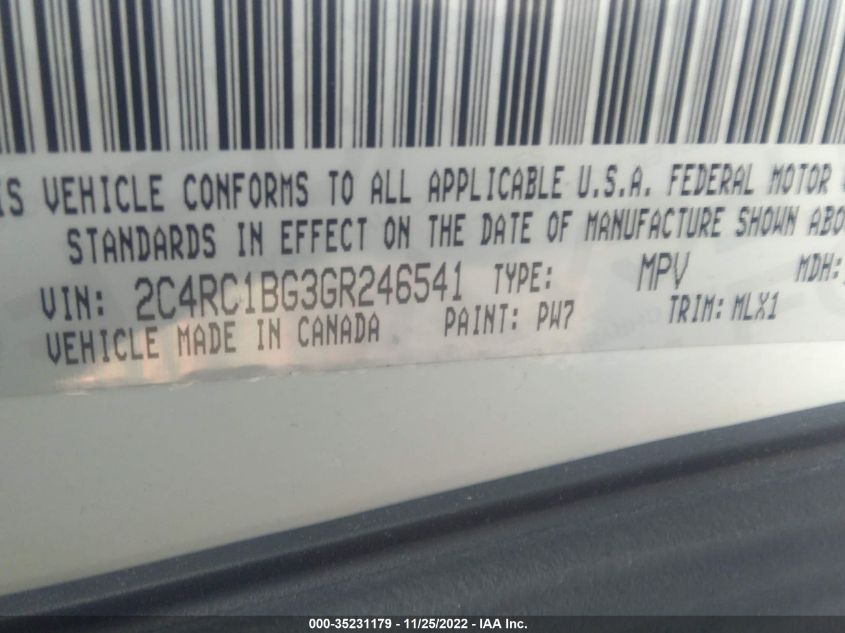 IS VEHICLE CONFORMS TO ALL APPLICABLE U.S.A. FEDERAL MOTOR
STANDARDS IN EFFECT ON THE DATE OF MANUFACTURE SHOWN ABO
VIN: 2C4RC1BG3GR246541 TYPE: MPV MDH:
VEHICLE MADE IN CANADA PAINT: PW7 TRIM: MLX1
000-35231179 - 11/25/2022 - IAA Inc.